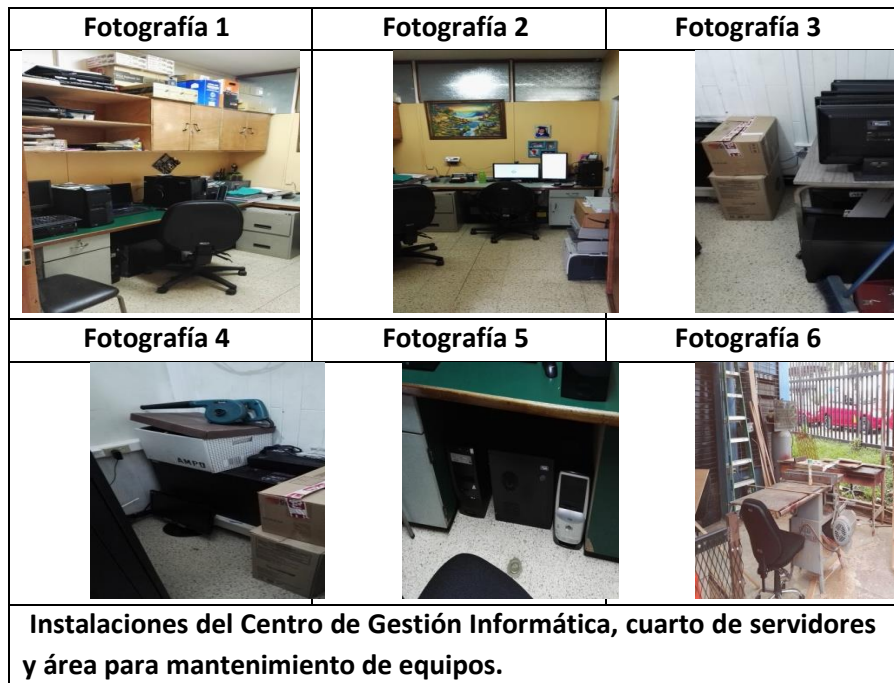 Fotografía 1
Fotografía 2
Fotografía 3
Fotografía 4
Fotografía 5
Fotografía 6
AMPO
Instalaciones del Centro de Gestión Informática, cuarto de servidores
y área para mantenimiento de equipos.